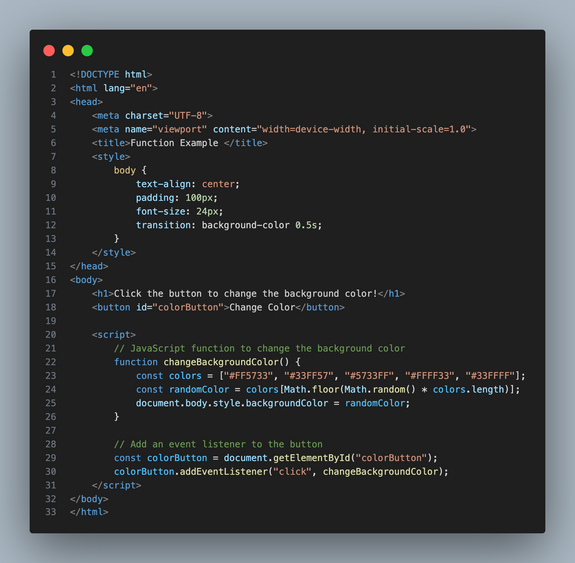 1 <!DOCTYPE html>
2 <html lang="en">
3 <head>
4     <meta charset="UTF-8">
5     <meta name="viewport" content="width=device-width, initial-scale=1.0">
6     <title>Function Example </title>
7     <style>
8         body {
9             text-align: center;
10             padding: 100px;
11             font-size: 24px;
12             transition: background-color 0.5s;
13         }
14     </style>
15 </head>
16 <body>
17     <h1>Click the button to change the background color!</h1>
18     <button id="colorButton">Change Color</button>
19
20     <script>
21         // JavaScript function to change the background color
22         function changeBackgroundColor() {
23             const colors = ["#FF5733", "#33FF57", "#5733FF", "#FFFF33", "#33FFFF"];
24             const randomColor = colors[Math.floor(Math.random() * colors.length)];
25             document.body.style.backgroundColor = randomColor;
26         }
27
28         // Add an event listener to the button
29         const colorButton = document.getElementById("colorButton");
30         colorButton.addEventListener("click", changeBackgroundColor);
31     </script>
32 </body>
33 </html>